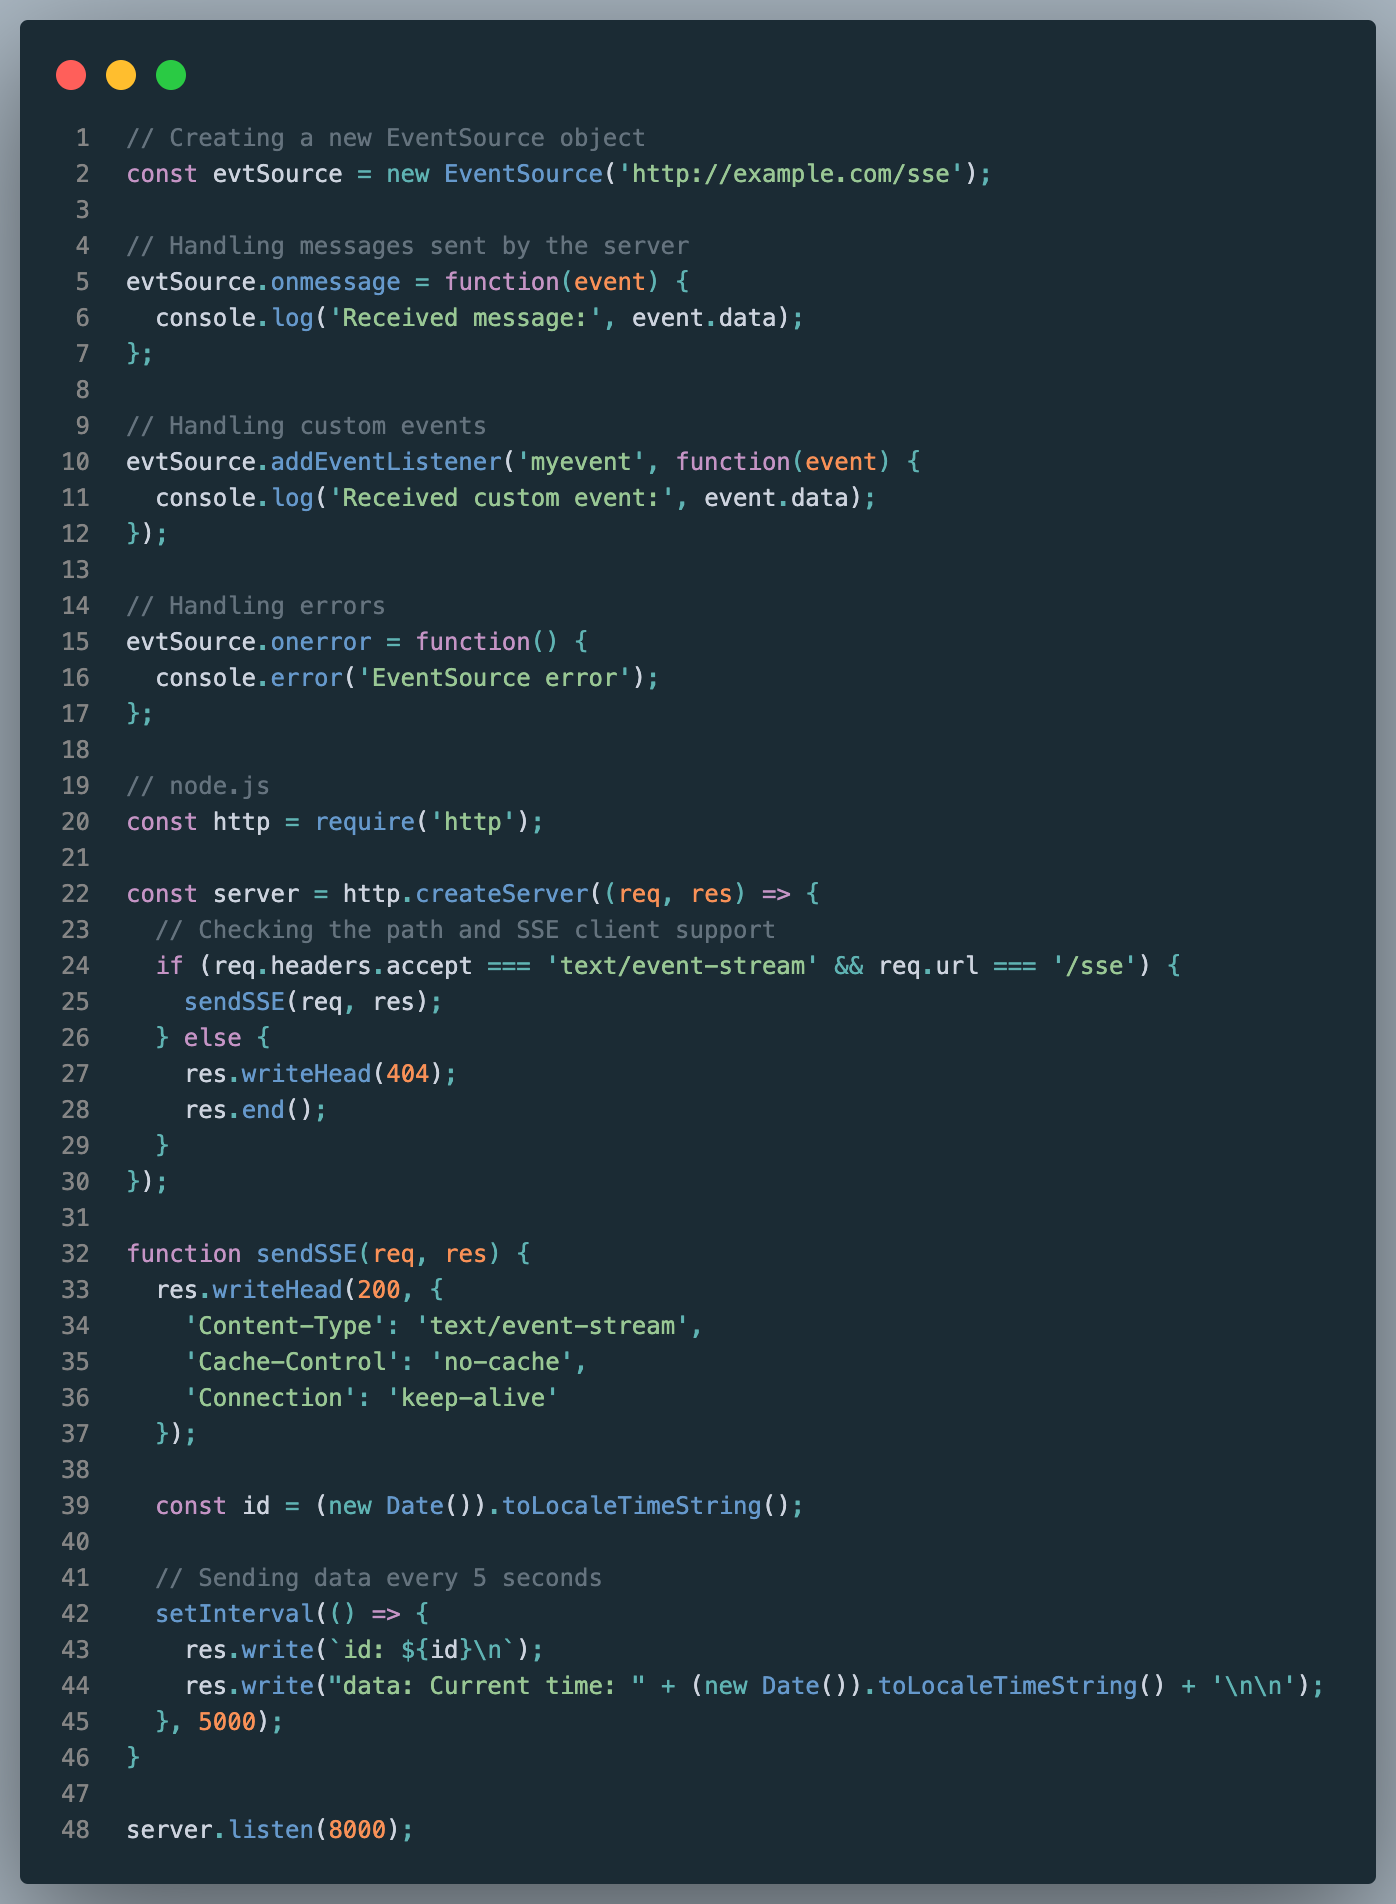 1 // Creating a new EventSource object
2 const evtSource = new EventSource('http://example.com/sse');
3
4 // Handling messages sent by the server
5 evtSource.onmessage = function(event) {
6   console.log('Received message:', event.data);
7 };
8
9 // Handling custom events
10 evtSource.addEventListener('myevent', function(event) {
11   console.log('Received custom event:', event.data);
12 });
13
14 // Handling errors
15 evtSource.onerror = function() {
16   console.error('EventSource error');
17 };
18
19 // node.js
20 const http = require('http');
21
22 const server = http.createServer((req, res) => {
23   // Checking the path and SSE client support
24   if (req.headers.accept === 'text/event-stream' && req.url === '/sse') {
25     sendSSE(req, res);
26   } else {
27     res.writeHead(404);
28     res.end();
29   }
30 });
31
32 function sendSSE(req, res) {
33   res.writeHead(200, {
34     'Content-Type': 'text/event-stream',
35     'Cache-Control': 'no-cache',
36     'Connection': 'keep-alive'
37   });
38
39   const id = (new Date()).toLocaleTimeString();
40
41   // Sending data every 5 seconds
42   setInterval(() => {
43     res.write(`id: ${id}\n`);
44     res.write("data: Current time: " + (new Date()).toLocaleTimeString() + '\n\n');
45   }, 5000);
46 }
47
48 server.listen(8000);